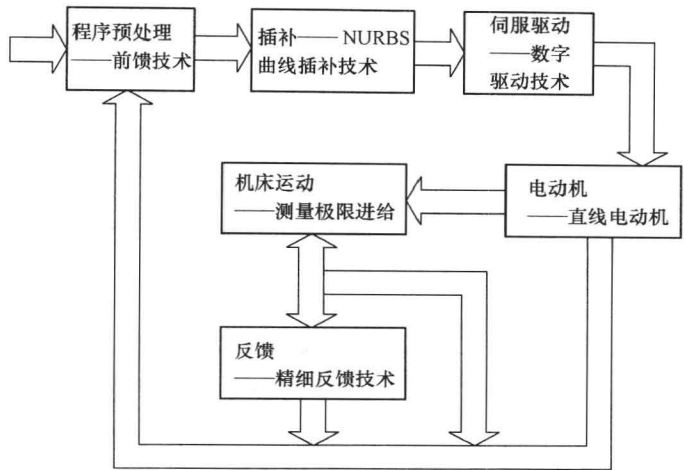 程序预处理
——前馈技术
插补——NURBS
曲线插补技术
伺服驱动
——数字
驱动技术
机床运动
——测量极限进给
电动机
——直线电动机
反馈
——精细反馈技术